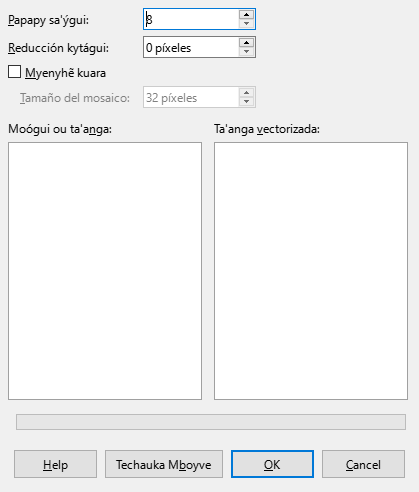 Papapy sa'ýgui: 8
Reducción kytágui: 0 píxeles
Myenyhẽ kuara
Tamaño del mosaico: 32 píxeles
Moógui ou ta'anga: Ta'anga vectorizada:
Help Techauka Mboyve OK Cancel